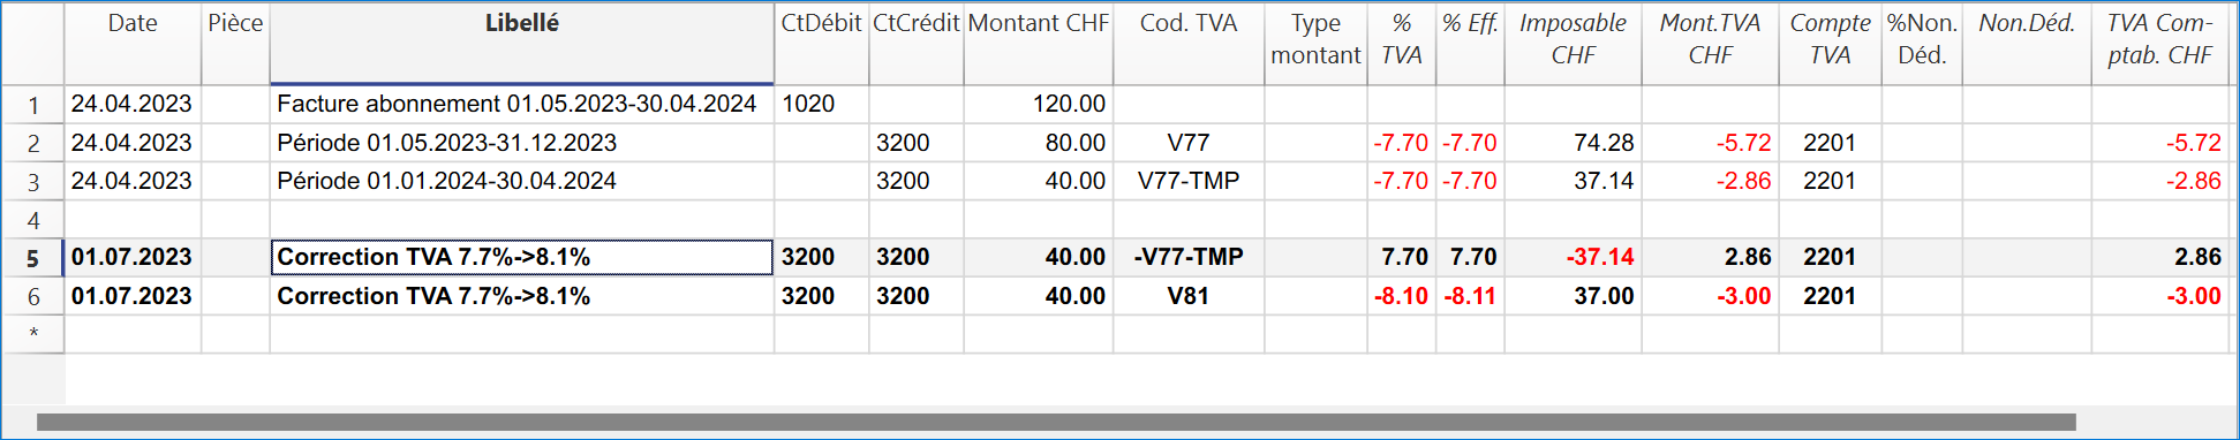 Date Pièce Libellé CtDébit CtCrédit Montant CHF Cod. TVA Type montant % TVA % Eff. Imposable CHF Mont.TVA CHF Compte TVA %Non. Déd. Non.Déd. TVA Com-ptab. CHF
1 24.04.2023 Facture abonnement 01.05.2023-30.04.2024 1020 120.00
2 24.04.2023 Période 01.05.2023-31.12.2023 3200 80.00 V77 -7.70 -7.70 74.28 -5.72 2201 -5.72
3 24.04.2023 Période 01.01.2024-30.04.2024 3200 40.00 V77-TMP -7.70 -7.70 37.14 -2.86 2201 -2.86
4
5 01.07.2023 Correction TVA 7.7%->8.1% 3200 3200 40.00 -V77-TMP 7.70 7.70 -37.14 2.86 2201 2.86
6 01.07.2023 Correction TVA 7.7%->8.1% 3200 3200 40.00 V81 -8.10 -8.11 37.00 -3.00 2201 -3.00
*